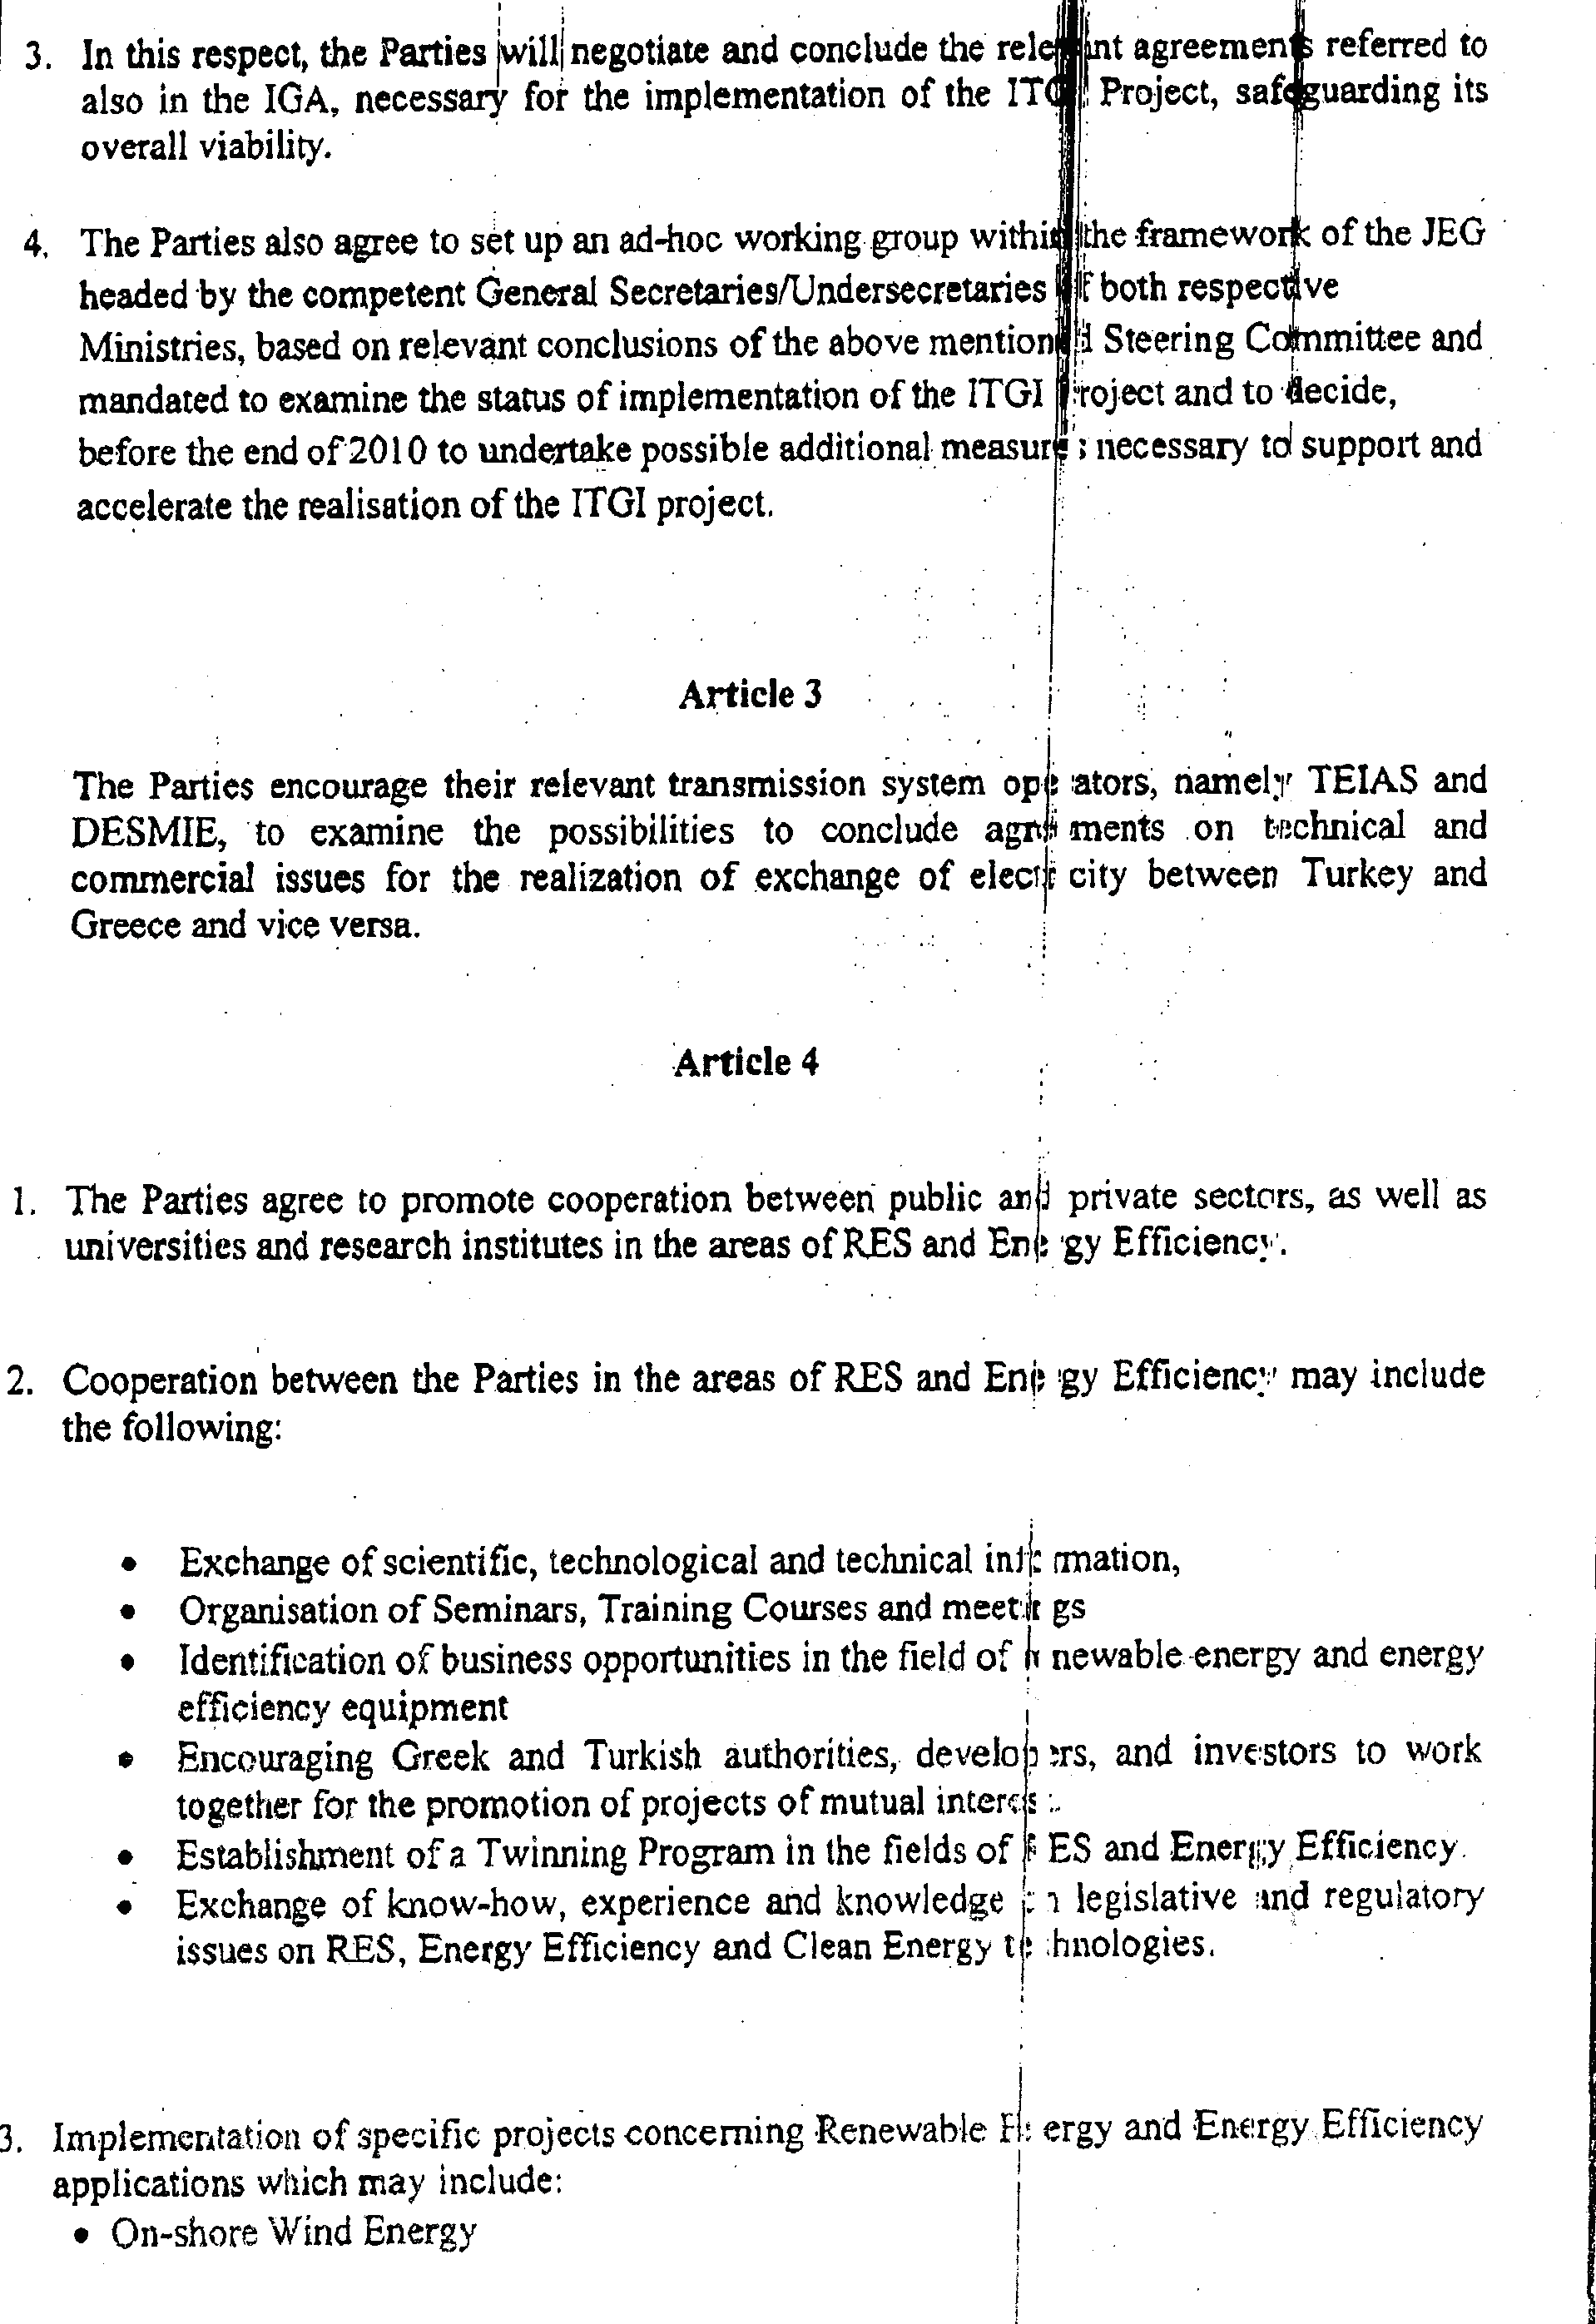 3. In this respect, the Parties will negotiate and conclude the relevant agreements referred to
also in the IGA, necessary for the implementation of the ITGI Project, safeguarding its
overall viability.
4. The Parties also agree to set up an ad-hoc working group within the framework of the JEG
headed by the competent General Secretaries/Undersecretaries of both respective
Ministries, based on relevant conclusions of the above mentioned Steering Committee and
mandated to examine the status of implementation of the ITGI Project and to decide,
before the end of 2010 to undertake possible additional measures necessary to support and
accelerate the realisation of the ITGI project.
Article 3
The Parties encourage their relevant transmission system operators, namely TEIAS and
DESMIE, to examine the possibilities to conclude agreements on technical and
commercial issues for the realization of exchange of electricity between Turkey and
Greece and vice versa.
Article 4
1. The Parties agree to promote cooperation between public and private sectors, as well as
universities and research institutes in the areas of RES and Energy Efficiency.
2. Cooperation between the Parties in the areas of RES and Energy Efficiency may include
the following:
• Exchange of scientific, technological and technical information,
• Organisation of Seminars, Training Courses and meetings
• Identification of business opportunities in the field of renewable energy and energy
efficiency equipment
• Encouraging Greek and Turkish authorities, developers, and investors to work
together for the promotion of projects of mutual interest.
• Establishment of a Twinning Program in the fields of RES and Energy Efficiency.
• Exchange of know-how, experience and knowledge on legislative and regulatory
issues on RES, Energy Efficiency and Clean Energy technologies.
3. Implementation of specific projects concerning Renewable Energy and Energy Efficiency
applications which may include:
• On-shore Wind Energy